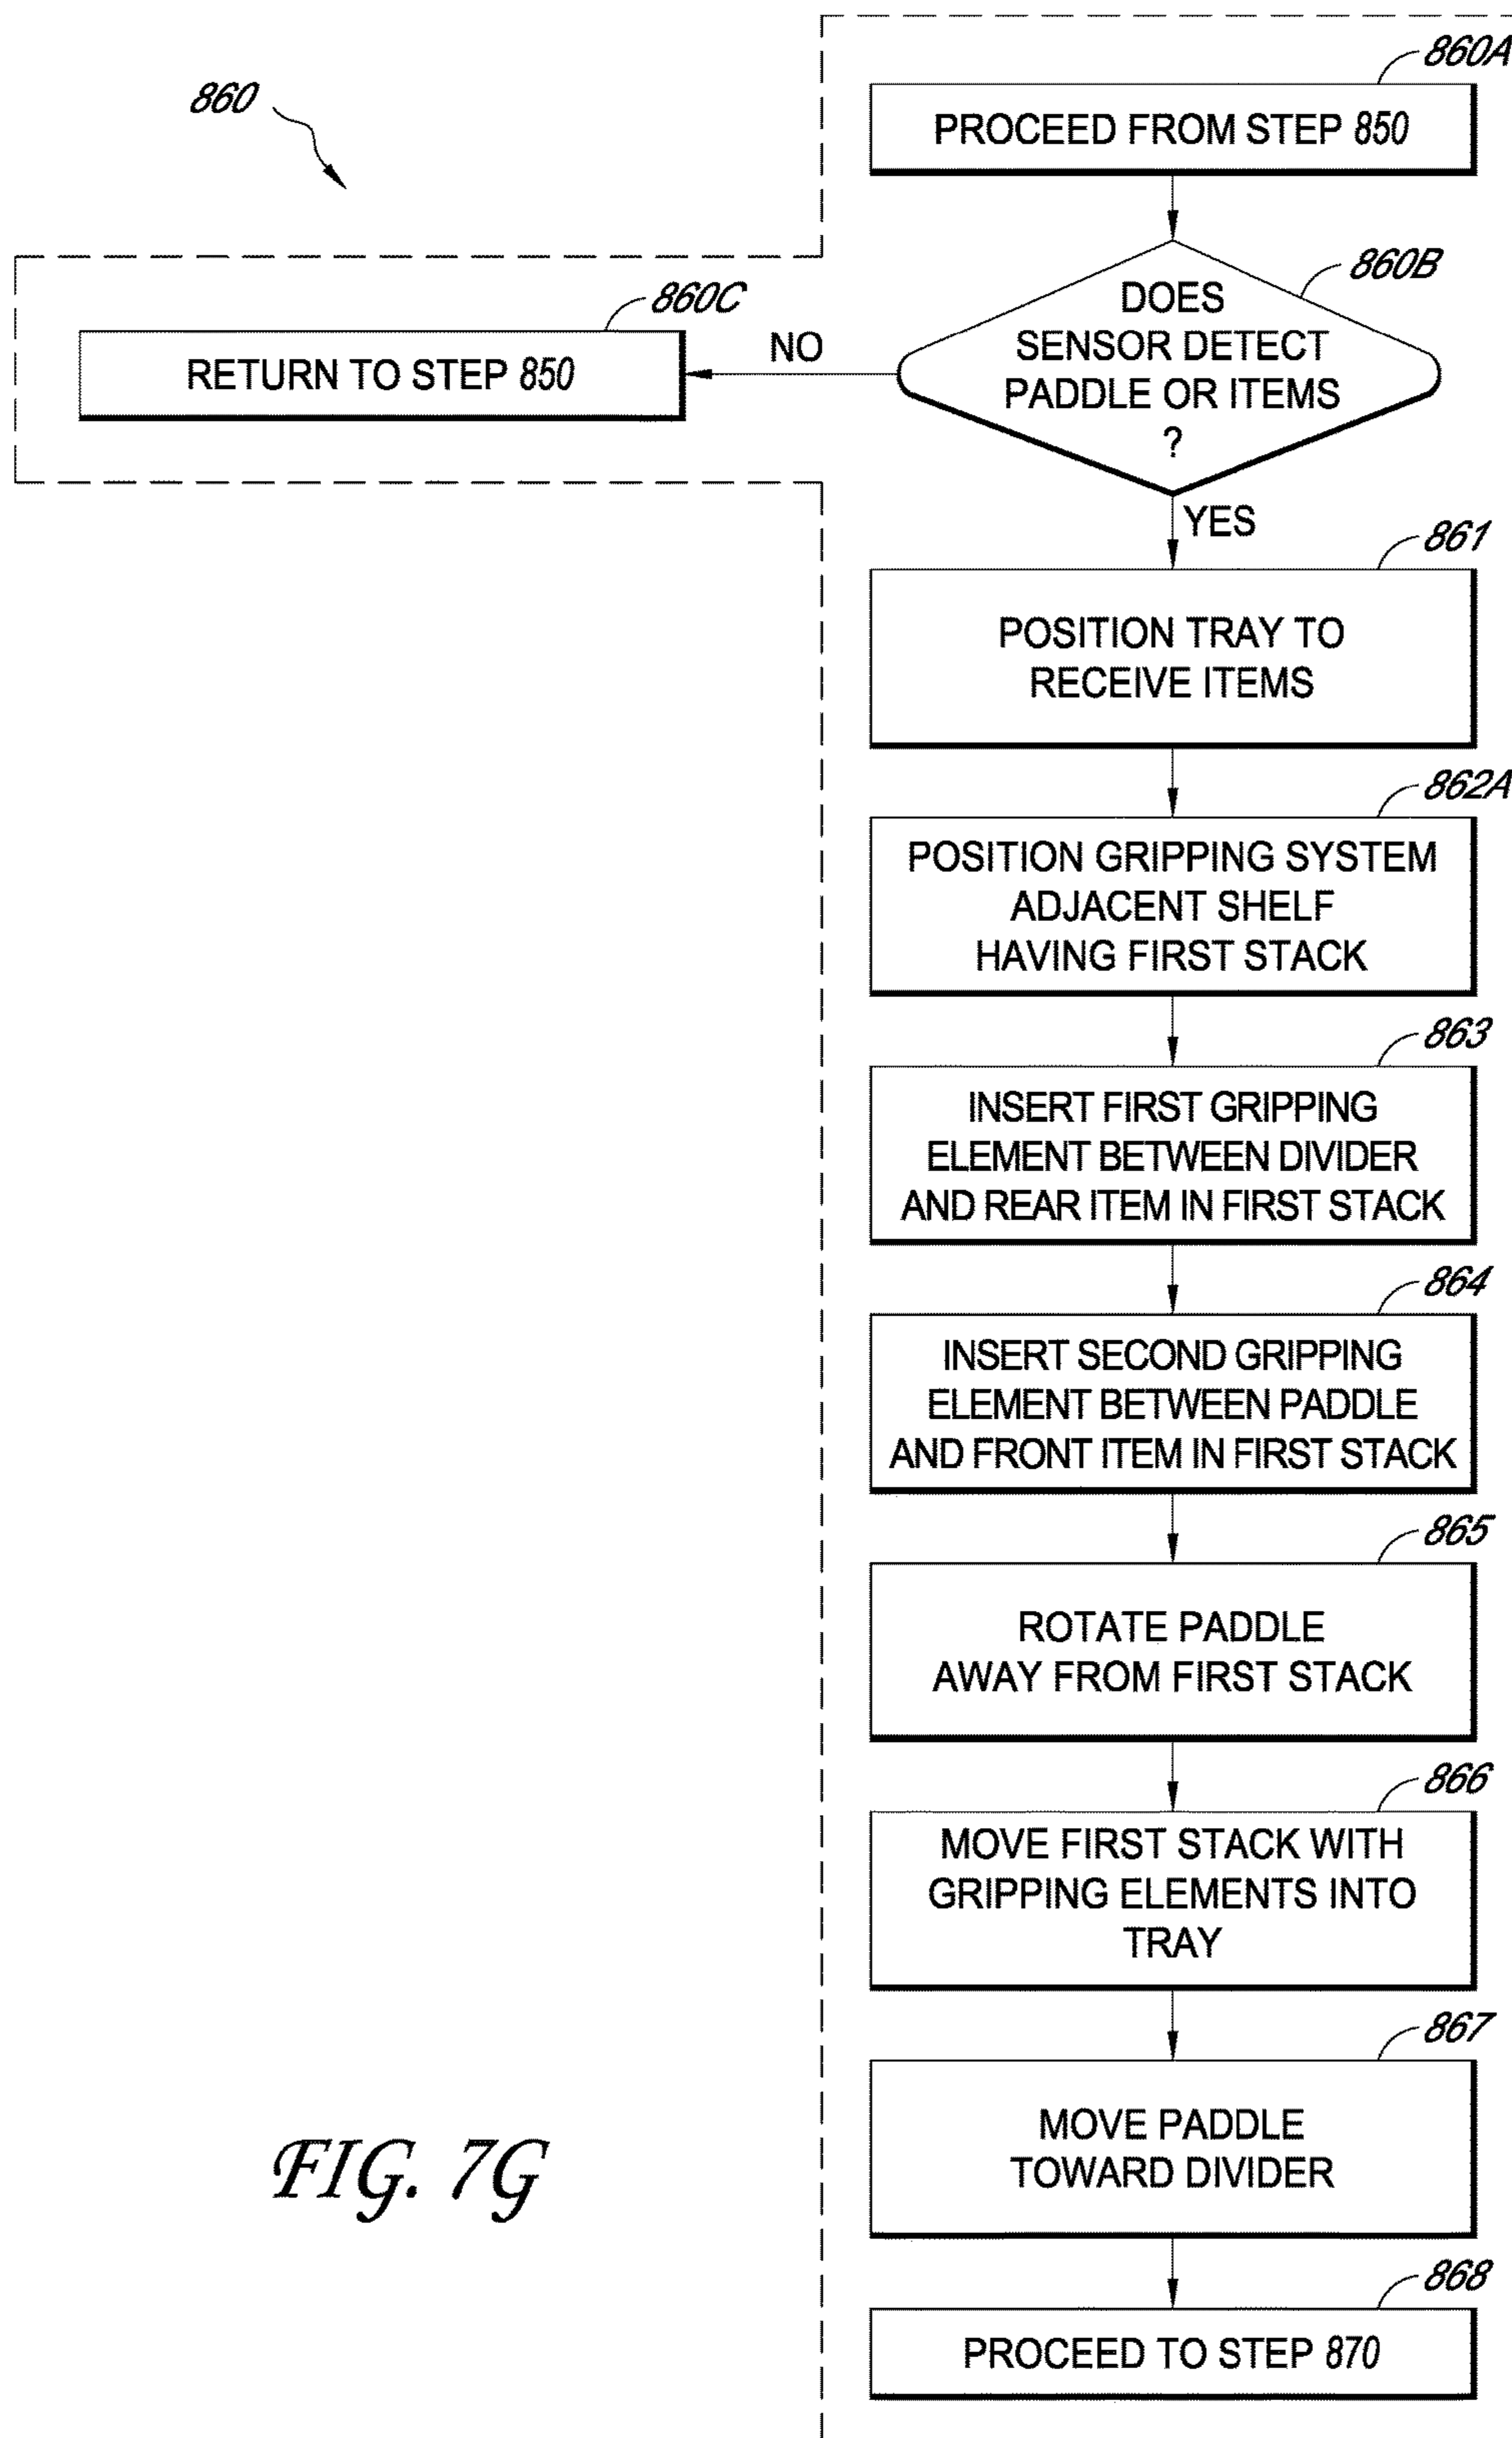 860
860A
PROCEED FROM STEP 850
860B
DOES
SENSOR DETECT
PADDLE OR ITEMS
?
NO
860C
RETURN TO STEP 850
YES
861
POSITION TRAY TO
RECEIVE ITEMS
862A
POSITION GRIPPING SYSTEM
ADJACENT SHELF
HAVING FIRST STACK
863
INSERT FIRST GRIPPING
ELEMENT BETWEEN DIVIDER
AND REAR ITEM IN FIRST STACK
864
INSERT SECOND GRIPPING
ELEMENT BETWEEN PADDLE
AND FRONT ITEM IN FIRST STACK
865
ROTATE PADDLE
AWAY FROM FIRST STACK
866
MOVE FIRST STACK WITH
GRIPPING ELEMENTS INTO
TRAY
867
MOVE PADDLE
TOWARD DIVIDER
868
PROCEED TO STEP 870
FIG. 7G